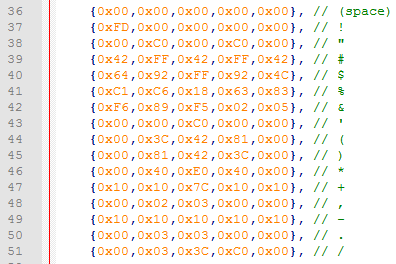 36 {0x00,0x00,0x00,0x00,0x00}, // (space)
37 {0xFD,0x00,0x00,0x00,0x00}, // !
38 {0x00,0xC0,0x00,0xC0,0x00}, // "
39 {0x42,0xFF,0x42,0xFF,0x42}, // #
40 {0x64,0x92,0xFF,0x92,0x4C}, // $
41 {0xC1,0xC6,0x18,0x63,0x83}, // %
42 {0xF6,0x89,0xF5,0x02,0x05}, // &
43 {0x00,0x00,0xC0,0x00,0x00}, // '
44 {0x00,0x3C,0x42,0x81,0x00}, // (
45 {0x00,0x81,0x42,0x3C,0x00}, // )
46 {0x00,0x40,0xE0,0x40,0x00}, // *
47 {0x10,0x10,0x7C,0x10,0x10}, // +
48 {0x00,0x02,0x03,0x00,0x00}, // ,
49 {0x10,0x10,0x10,0x10,0x10}, // -
50 {0x00,0x03,0x03,0x00,0x00}, // .
51 {0x00,0x03,0x3C,0xC0,0x00}, // /